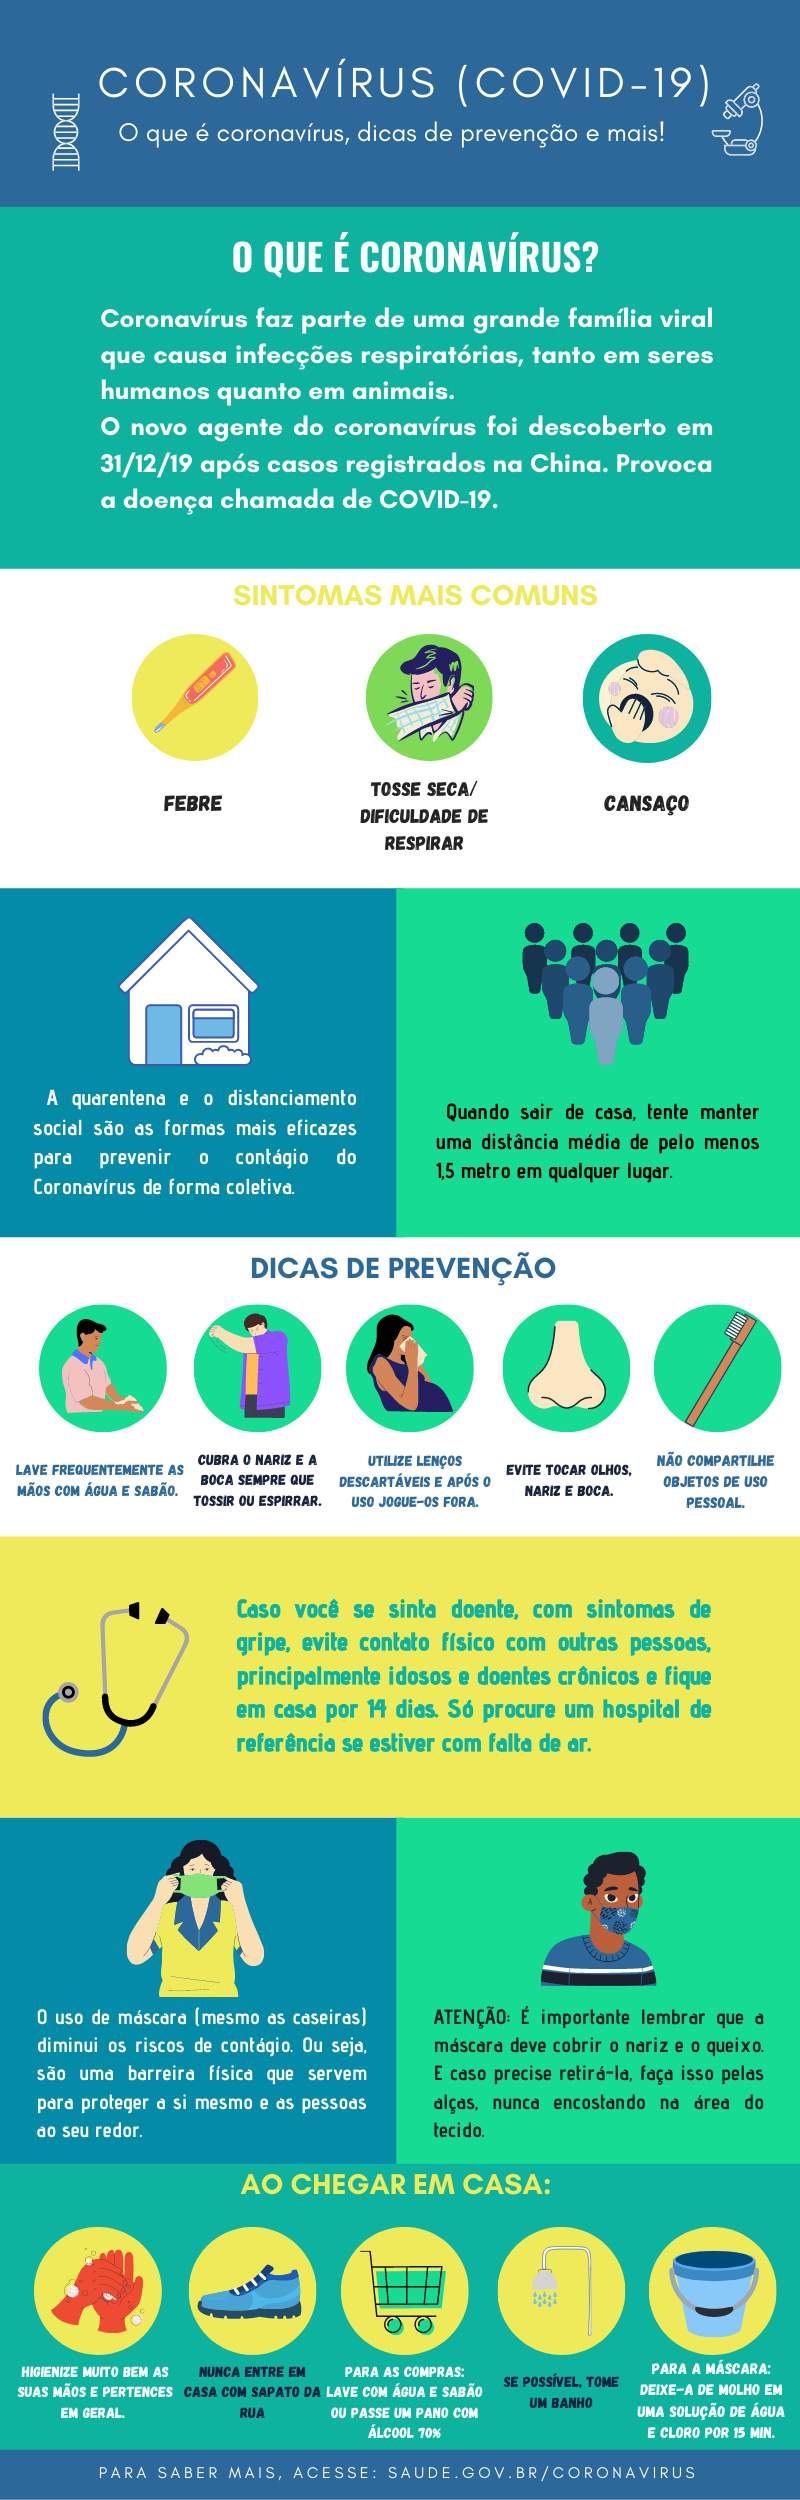 CORONAVÍRUS (COVID-19)
O que é coronavírus, dicas de prevenção e mais!
O QUE É CORONAVÍRUS?
Coronavírus faz parte de uma grande família viral
que causa infecções respiratórias, tanto em seres
humanos quanto em animais.
O novo agente do coronavírus foi descoberto em
31/12/19 após casos registrados na China. Provoca
a doença chamada de COVID-19.
SINTOMAS MAIS COMUNS
FEBRE
TOSSE SECA/
DIFICULDADE DE
RESPIRAR
CANSAÇO
A quarentena e o distanciamento
social são as formas mais eficazes
para prevenir o contágio do
Coronavírus de forma coletiva.
Quando sair de casa, tente manter
uma distância média de pelo menos
1,5 metro em qualquer lugar.
DICAS DE PREVENÇÃO
LAVE FREQUENTEMENTE AS
MÃOS COM ÁGUA E SABÃO.
CUBRA O NARIZ E A
BOCA SEMPRE QUE
TOSSIR OU ESPIRRAR.
UTILIZE LENÇOS
DESCARTÁVEIS E APÓS O
USO JOGUE-OS FORA.
EVITE TOCAR OLHOS,
NARIZ E BOCA.
NÃO COMPARTILHE
OBJETOS DE USO
PESSOAL.
Caso você se sinta doente, com sintomas de
gripe, evite contato físico com outras pessoas,
principalmente idosos e doentes crônicos e fique
em casa por 14 dias. Só procure um hospital de
referência se estiver com falta de ar.
O uso de máscara (mesmo as caseiras)
diminui os riscos de contágio. Ou seja,
são uma barreira física que servem
para proteger a si mesmo e as pessoas
ao seu redor.
ATENÇÃO: É importante lembrar que a
máscara deve cobrir o nariz e o queixo.
E caso precise retirá-la, faça isso pelas
alças, nunca encostando na área do
tecido.
AO CHEGAR EM CASA:
HIGIENIZE MUITO BEM AS
SUAS MÃOS E PERTENCES
EM GERAL.
NUNCA ENTRE EM
CASA COM SAPATO DA
RUA
PARA AS COMPRAS:
LAVE COM ÁGUA E SABÃO
OU PASSE UM PANO COM
ÁLCOOL 70%
SE POSSÍVEL, TOME
UM BANHO
PARA A MÁSCARA:
DEIXE-A DE MOLHO EM
UMA SOLUÇÃO DE ÁGUA
E CLORO POR 15 MIN.
PARA SABER MAIS, ACESSE: SAUDE.GOV.BR/CORONAVIRUS